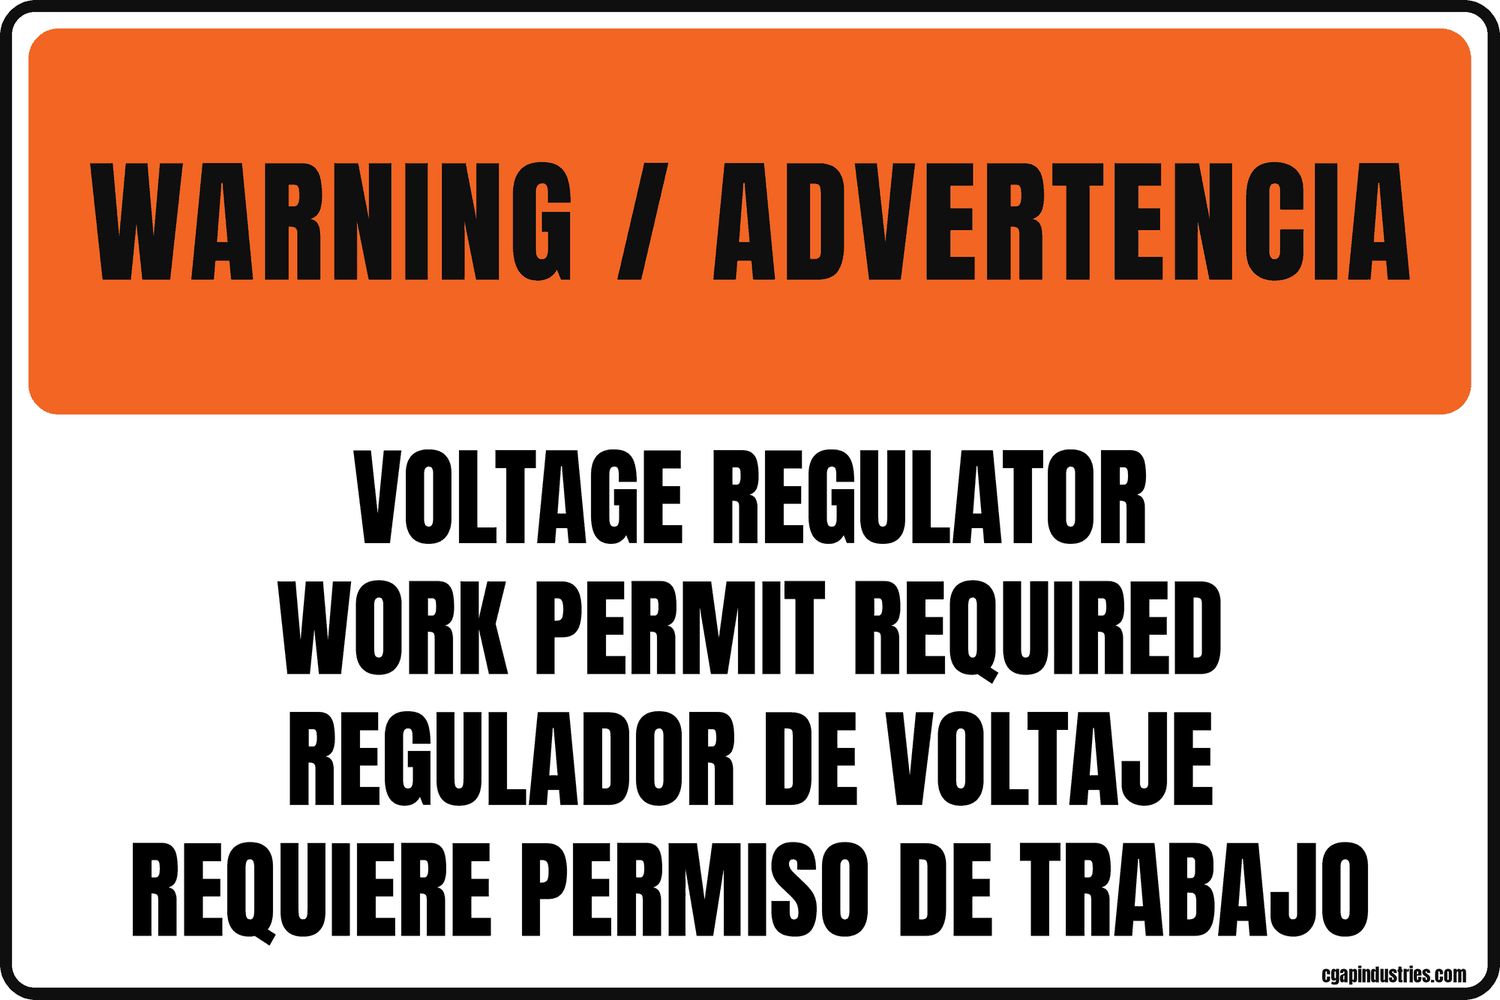 WARNING / ADVERTENCIA
VOLTAGE REGULATOR
WORK PERMIT REQUIRED
REGULADOR DE VOLTAJE
REQUIERE PERMISO DE TRABAJO
cgapindustries.com